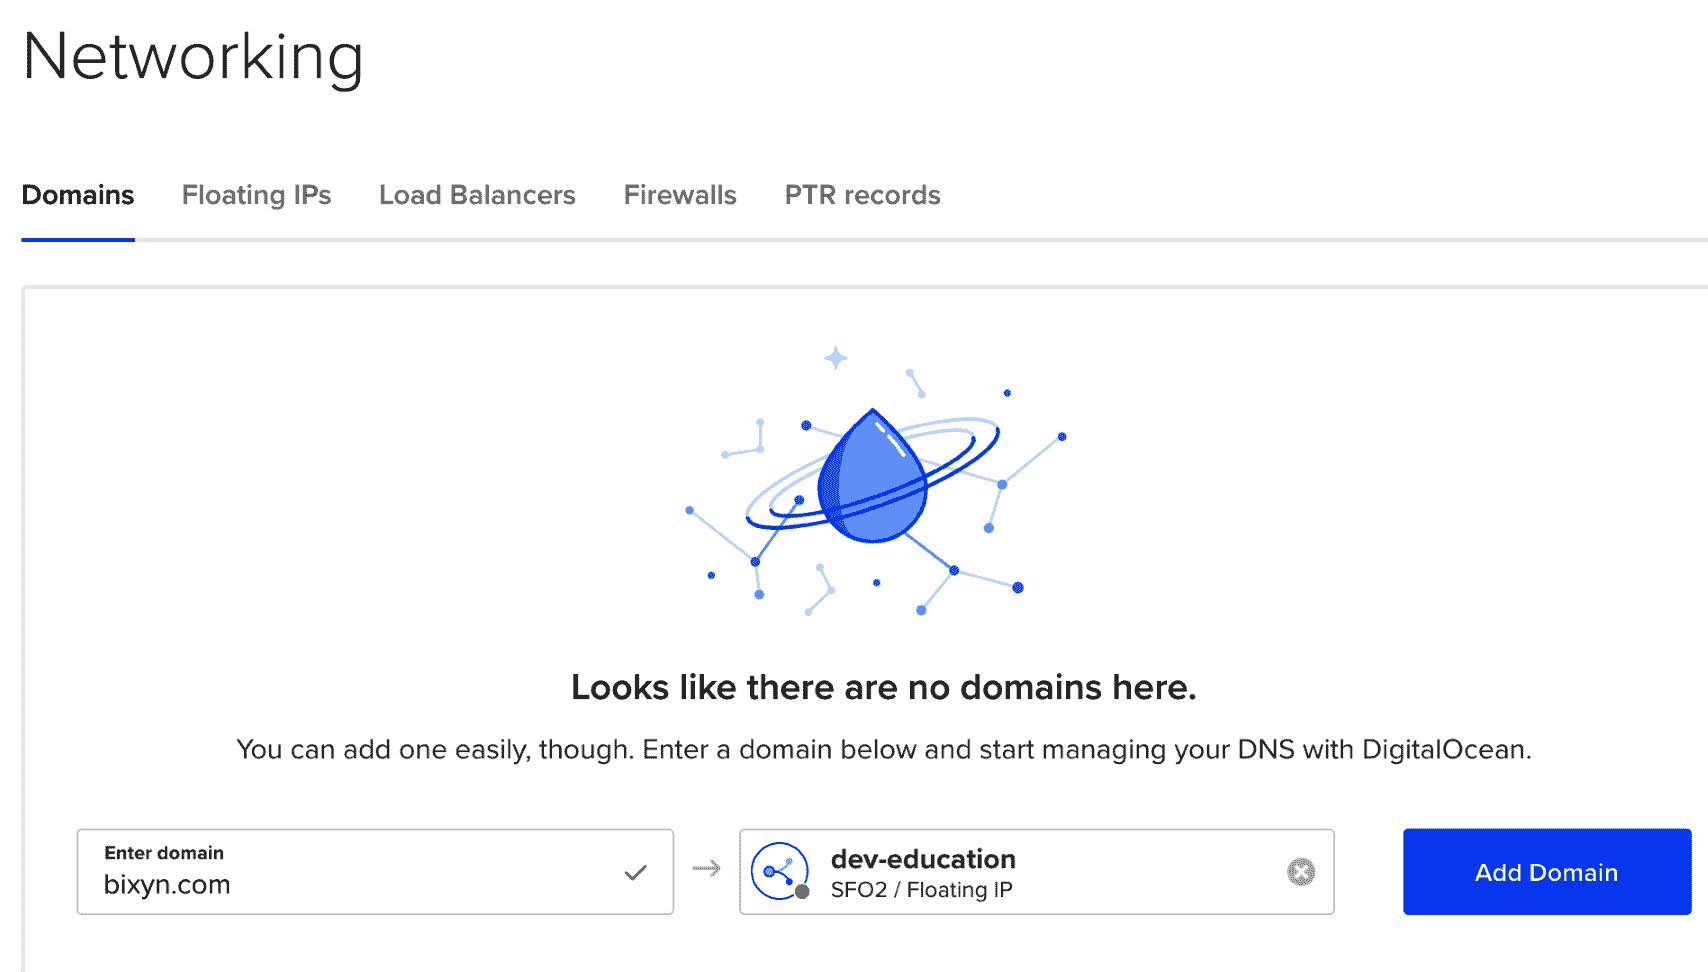 Networking
Domains Floating IPs Load Balancers Firewalls PTR records
Looks like there are no domains here.
You can add one easily, though. Enter a domain below and start managing your DNS with DigitalOcean.
Enter domain
bixyn.com
dev-education
SFO2 / Floating IP
Add Domain